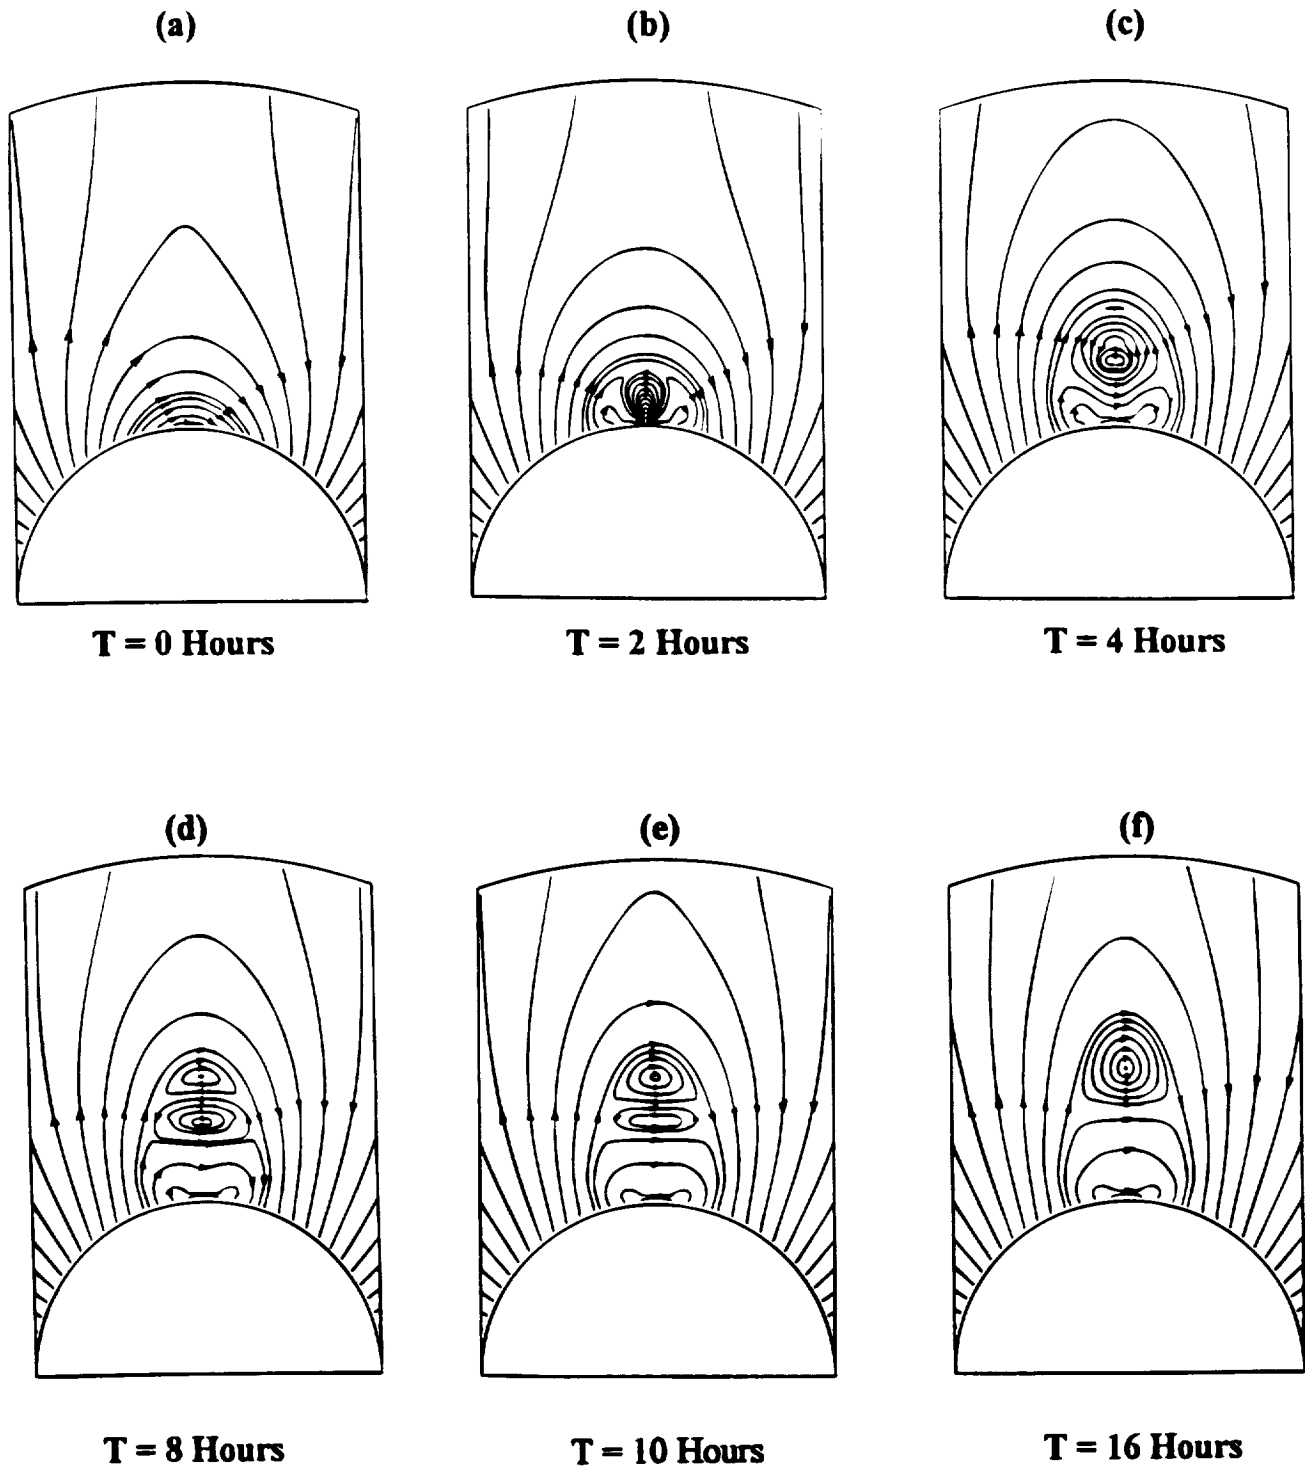 (a)
(b)
(c)
T = 0 Hours
T = 2 Hours
T = 4 Hours
(d)
(e)
(f)
T = 8 Hours
T = 10 Hours
T = 16 Hours